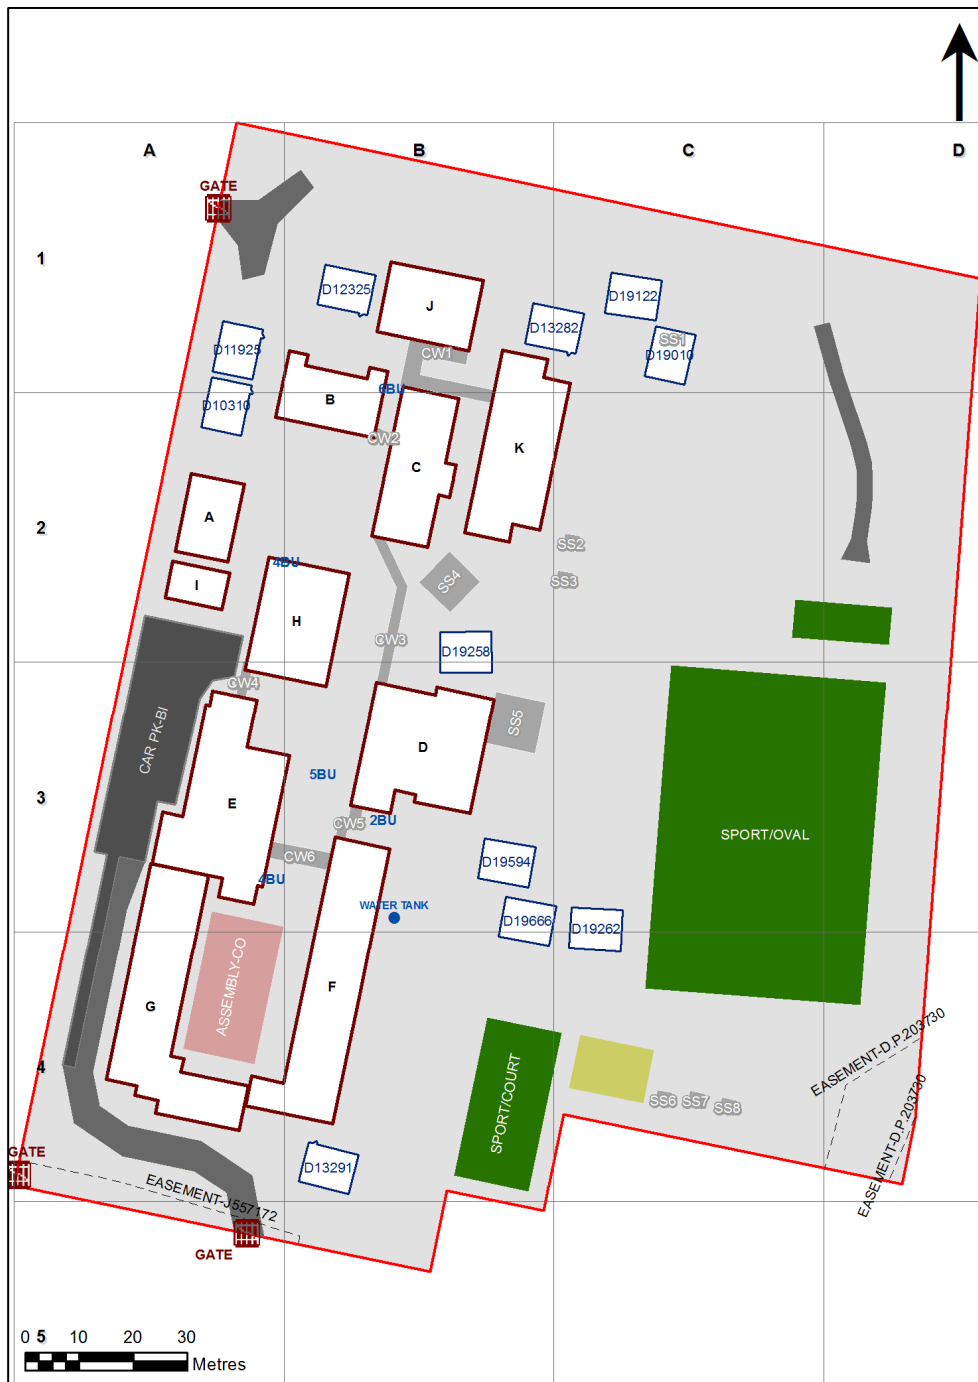 A
B
C
D
GATE
1
D12325
J
D19122
D13282
SS1
D19010
D11925
CW1
6BU
B
D10310
CW2
K
C
A
2
SS2
4BU
SS3
SS4
I
H
CW3
D19258
CW4
SS5
CAR PK-BI
D
5BU
3
E
2BU
CW5
SPORT/OVAL
CW6
D19594
4BU
WATER TANK
D19666
D19262
ASSEMBLY-CO
F
G
EASEMENT-D.P.203730
4
SPORT/COURT
SS6
SS7
SS8
EASEMENT-D.P.203730
GATE
D13291
EASEMENT-J557172
GATE
0 5 10 20 30
Metres